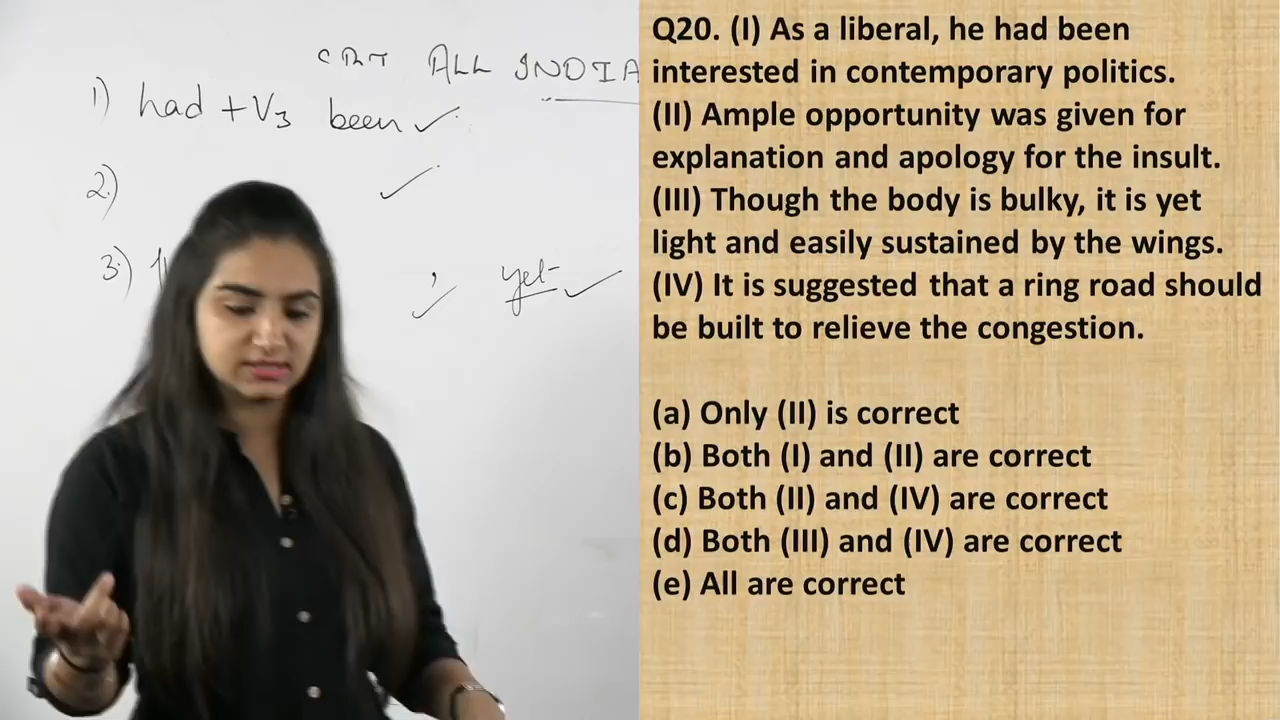 ALL INDIA
1) had + V3 been ✓
2) ✓
3) , yet ✓
Q20. (I) As a liberal, he had been
interested in contemporary politics.
(II) Ample opportunity was given for
explanation and apology for the insult.
(III) Though the body is bulky, it is yet
light and easily sustained by the wings.
(IV) It is suggested that a ring road should
be built to relieve the congestion.
(a) Only (II) is correct
(b) Both (I) and (II) are correct
(c) Both (II) and (IV) are correct
(d) Both (III) and (IV) are correct
(e) All are correct